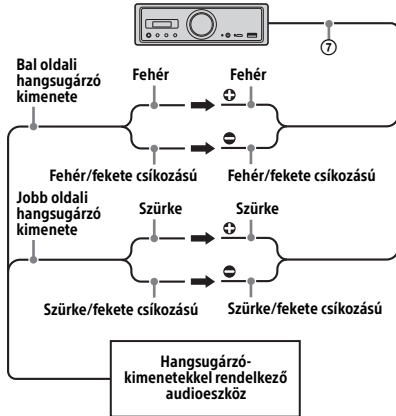 ⑦
Bal oldali
hangsugárzó
kimenete
Fehér
Fehér
Fehér/fekete csíkozású
Fehér/fekete csíkozású
Jobb oldali
hangsugárzó
kimenete
Szürke
Szürke
Szürke/fekete csíkozású
Szürke/fekete csíkozású
Hangsugárzó-
kimenetekkel rendelkező
audioeszköz